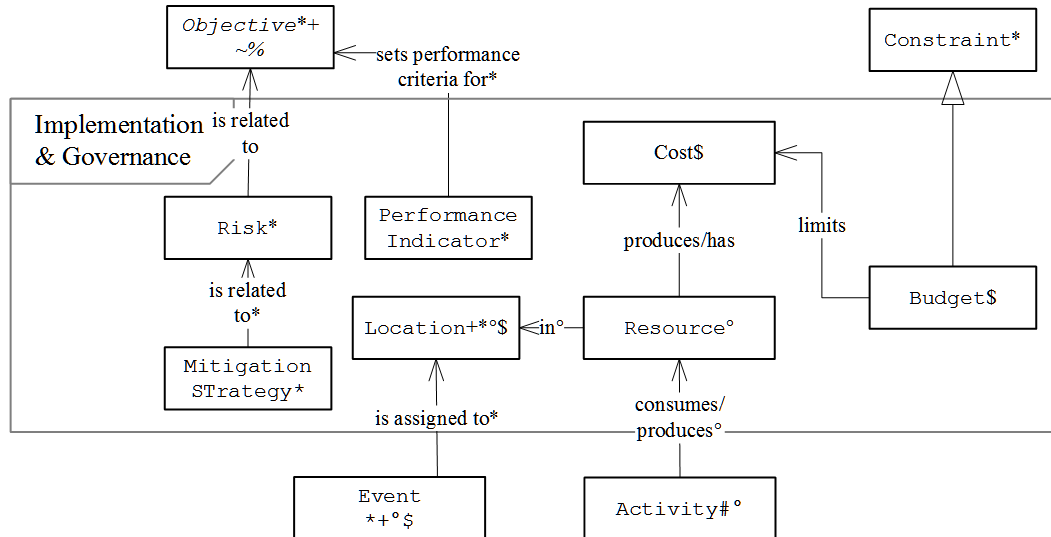 Objective*+
~%
Constraint*
sets performance
criteria for*
Implementation
& Governance
is related
to
Cost$
Risk*
Performance
Indicator*
produces/has
limits
is related
to*
Location+*°$
in°
Resource°
Budget$
Mitigation
STrategy*
is assigned to*
consumes/
produces°
Event
*+°$
Activity#°